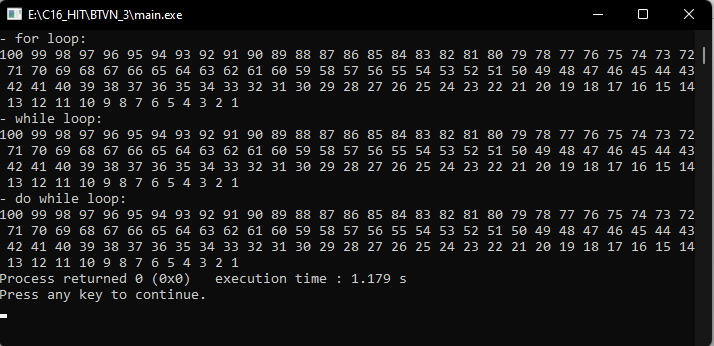 E:\C16_HIT\BTVN_3\main.exe
- for loop:
100 99 98 97 96 95 94 93 92 91 90 89 88 87 86 85 84 83 82 81 80 79 78 77 76 75 74 73 72
71 70 69 68 67 66 65 64 63 62 61 60 59 58 57 56 55 54 53 52 51 50 49 48 47 46 45 44 43
42 41 40 39 38 37 36 35 34 33 32 31 30 29 28 27 26 25 24 23 22 21 20 19 18 17 16 15 14
13 12 11 10 9 8 7 6 5 4 3 2 1
- while loop:
100 99 98 97 96 95 94 93 92 91 90 89 88 87 86 85 84 83 82 81 80 79 78 77 76 75 74 73 72
71 70 69 68 67 66 65 64 63 62 61 60 59 58 57 56 55 54 53 52 51 50 49 48 47 46 45 44 43
42 41 40 39 38 37 36 35 34 33 32 31 30 29 28 27 26 25 24 23 22 21 20 19 18 17 16 15 14
13 12 11 10 9 8 7 6 5 4 3 2 1
- do while loop:
100 99 98 97 96 95 94 93 92 91 90 89 88 87 86 85 84 83 82 81 80 79 78 77 76 75 74 73 72
71 70 69 68 67 66 65 64 63 62 61 60 59 58 57 56 55 54 53 52 51 50 49 48 47 46 45 44 43
42 41 40 39 38 37 36 35 34 33 32 31 30 29 28 27 26 25 24 23 22 21 20 19 18 17 16 15 14
13 12 11 10 9 8 7 6 5 4 3 2 1
Process returned 0 (0x0)   execution time : 1.179 s
Press any key to continue.